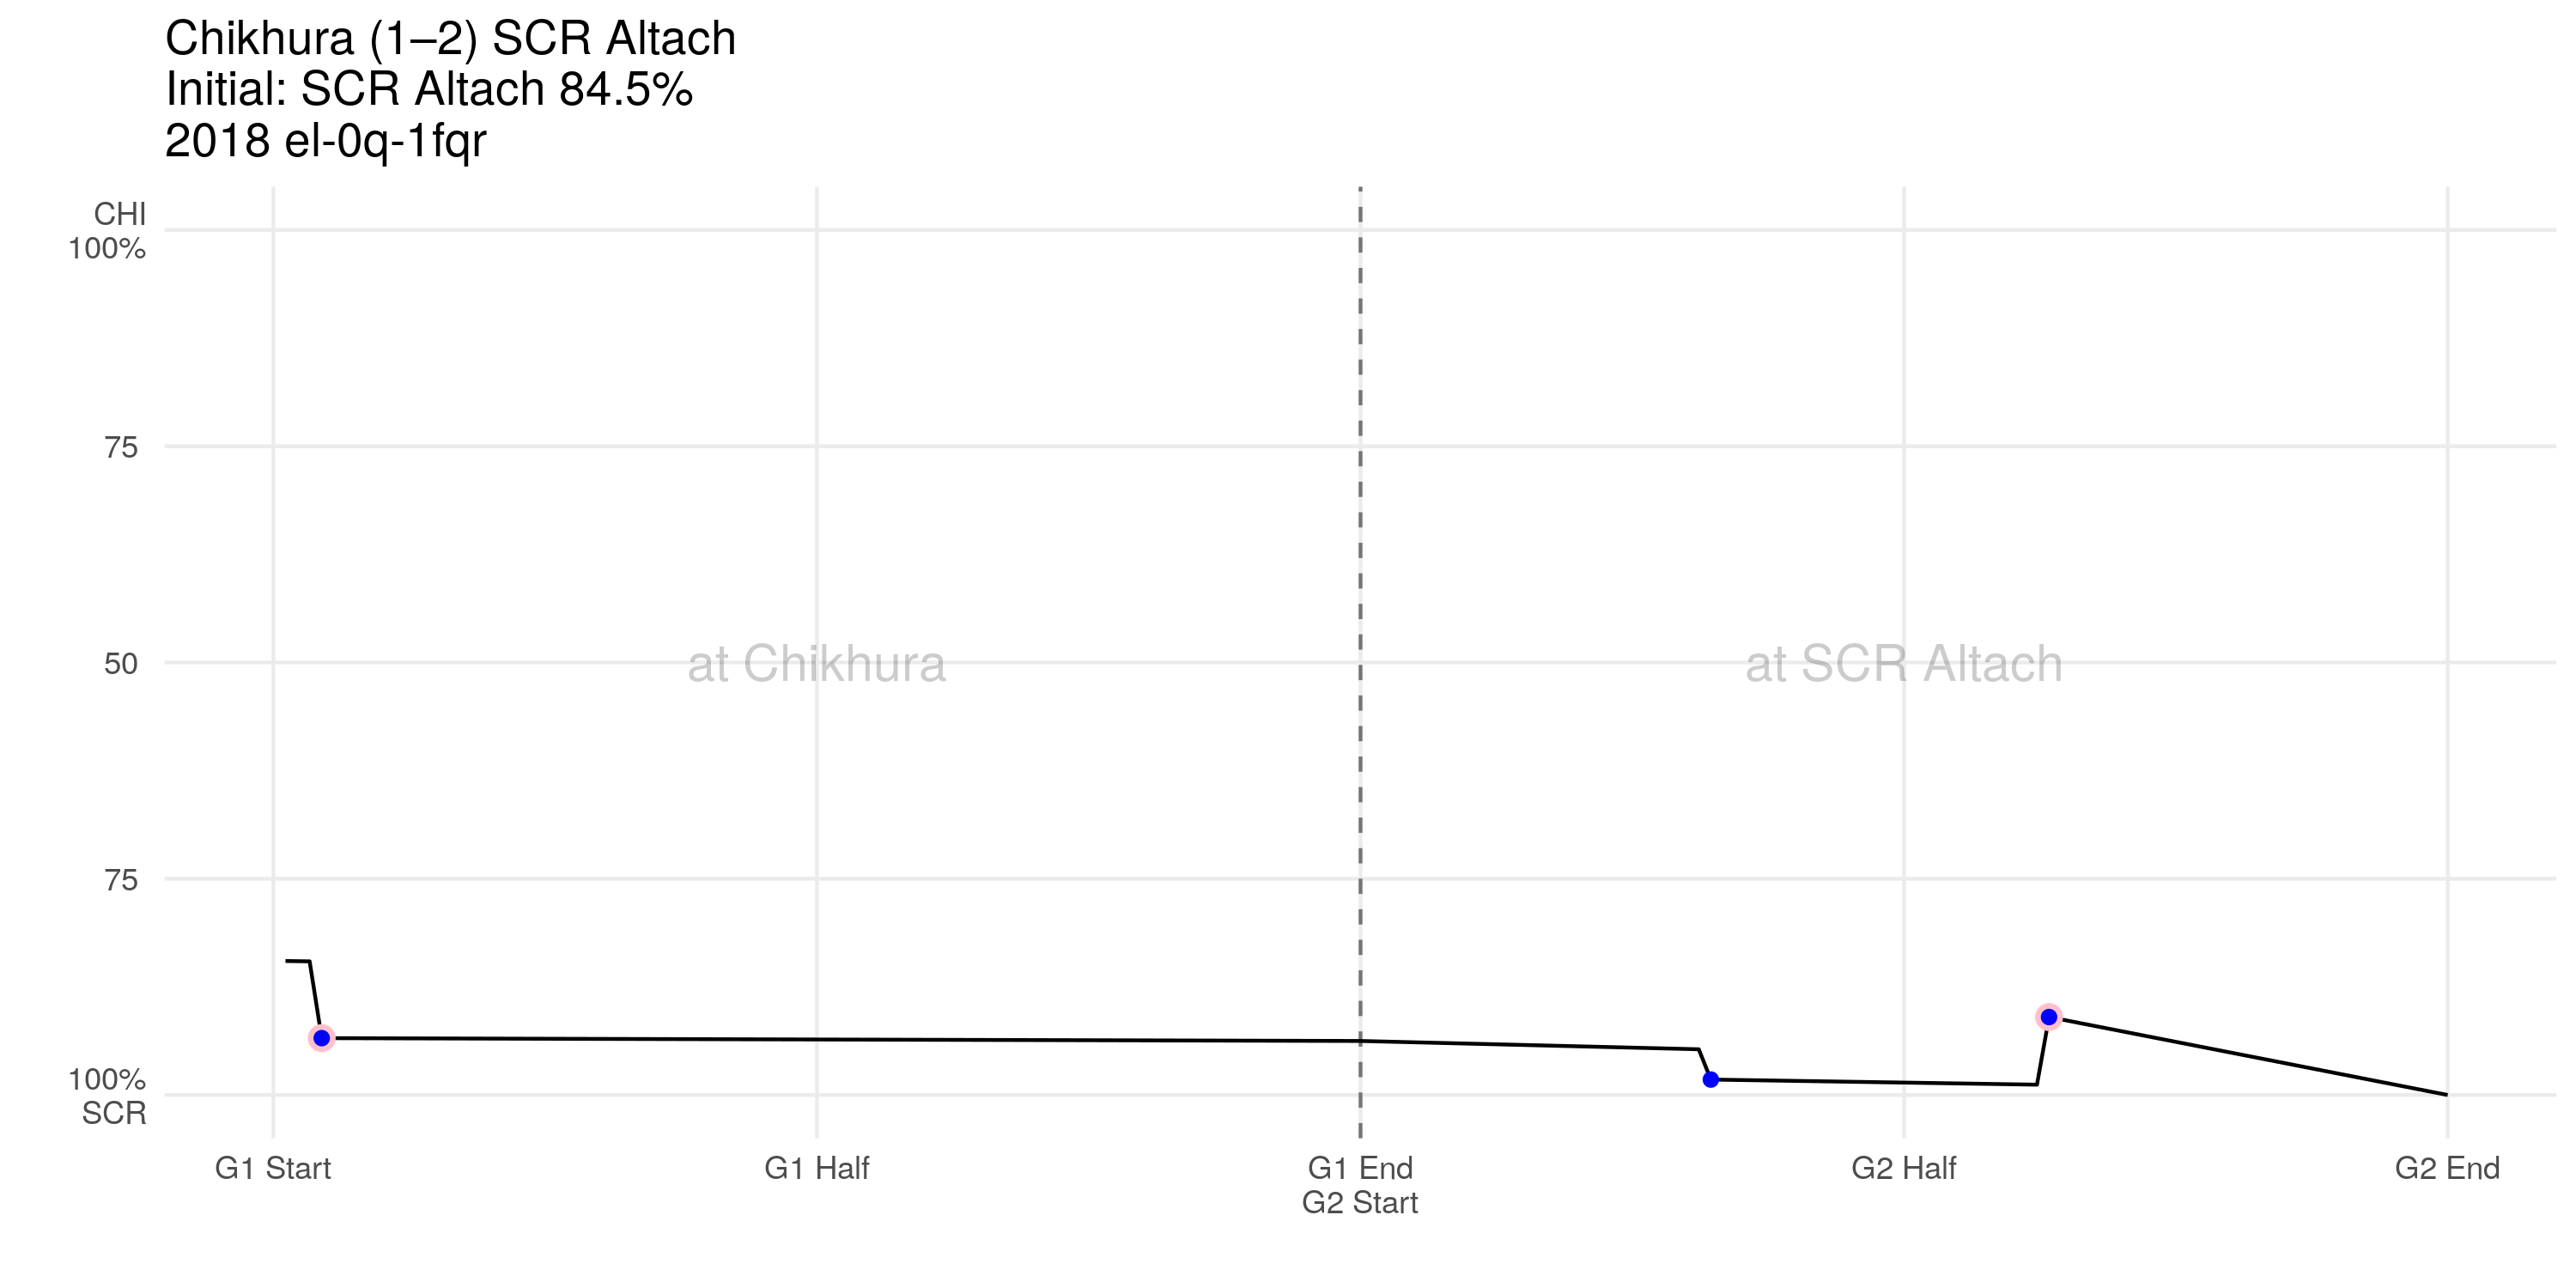 Chikhura (1–2) SCR Altach
Initial: SCR Altach 84.5%
2018 el-0q-1fqr
CHI
100%
75
50
75
100%
SCR
at Chikhura
at SCR Altach
G1 Start
G1 Half
G1 End
G2 Start
G2 Half
G2 End